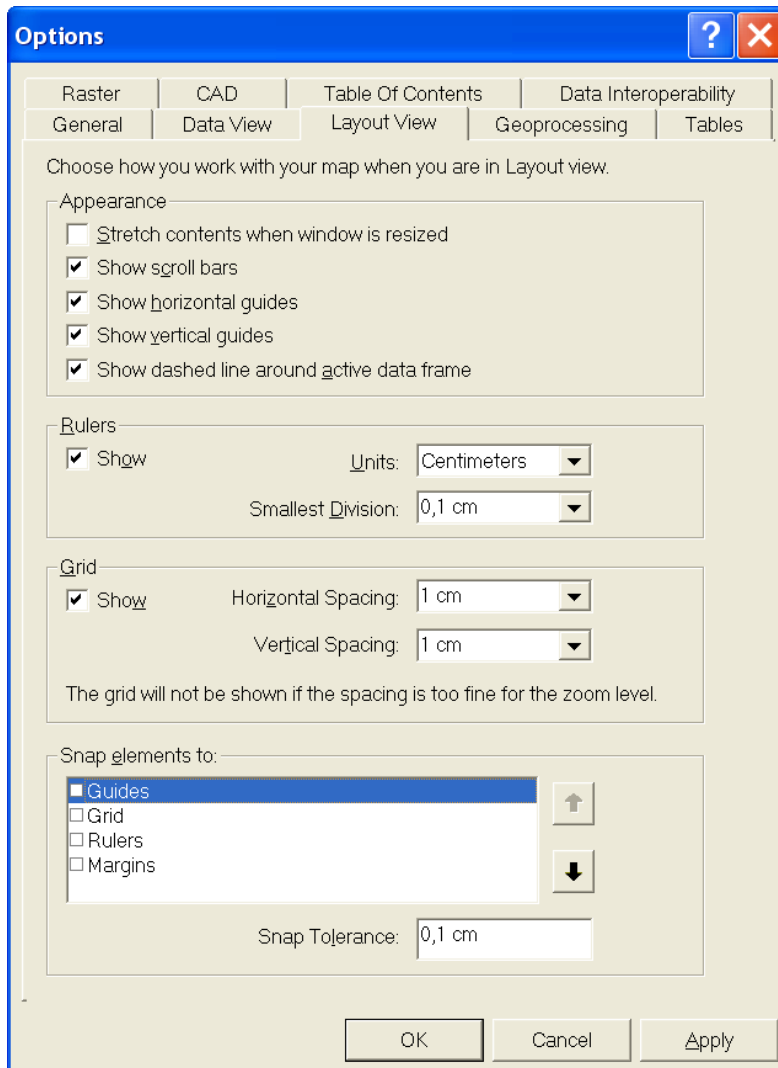 Options
Raster CAD Table Of Contents Data Interoperability
General Data View Layout View Geoprocessing Tables
Choose how you work with your map when you are in Layout view.
Appearance
Stretch contents when window is resized
Show scroll bars
Show horizontal guides
Show vertical guides
Show dashed line around active data frame
Rulers
Show Units: Centimeters
Smallest Division: 0,1 cm
Grid
Show Horizontal Spacing: 1 cm
Vertical Spacing: 1 cm
The grid will not be shown if the spacing is too fine for the zoom level.
Snap elements to:
Guides
Grid
Rulers
Margins
Snap Tolerance: 0,1 cm
OK Cancel Apply